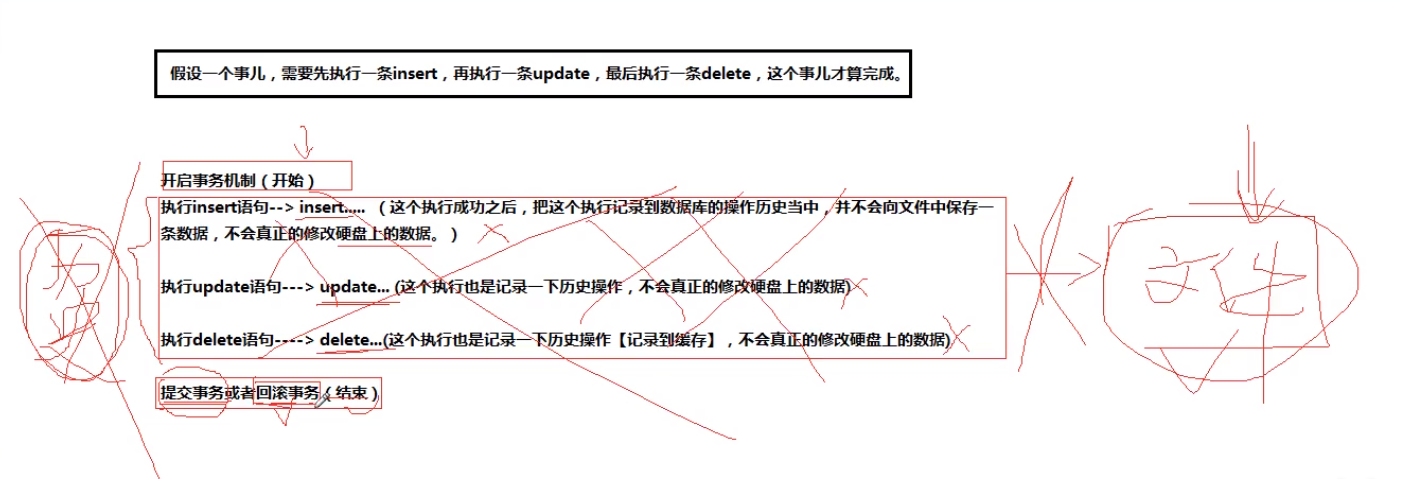 假设一个事儿，需要先执行一条insert，再执行一条update，最后执行一条delete，这个事儿才算完成。
开启事务机制（开始）
执行insert语句--> insert..... （这个执行成功之后，把这个执行记录到数据库的操作历史当中，并不会向文件中保存一
条数据，不会真正的修改硬盘上的数据。）
执行update语句---> update... (这个执行也是记录一下历史操作，不会真正的修改硬盘上的数据)
执行delete语句----> delete...(这个执行也是记录一下历史操作【记录到缓存】，不会真正的修改硬盘上的数据)
提交事务或者回滚事务（结束）